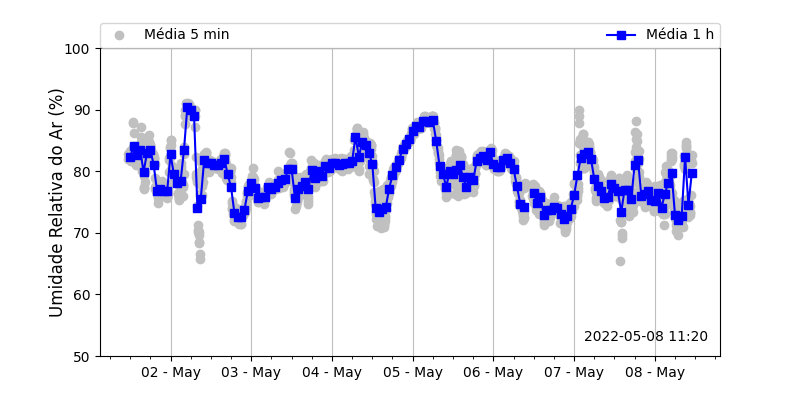 Média 5 min
Média 1 h
Umidade Relativa do Ar (%)
100
90
80
70
60
50
2022-05-08 11:20
02 - May
03 - May
04 - May
05 - May
06 - May
07 - May
08 - May